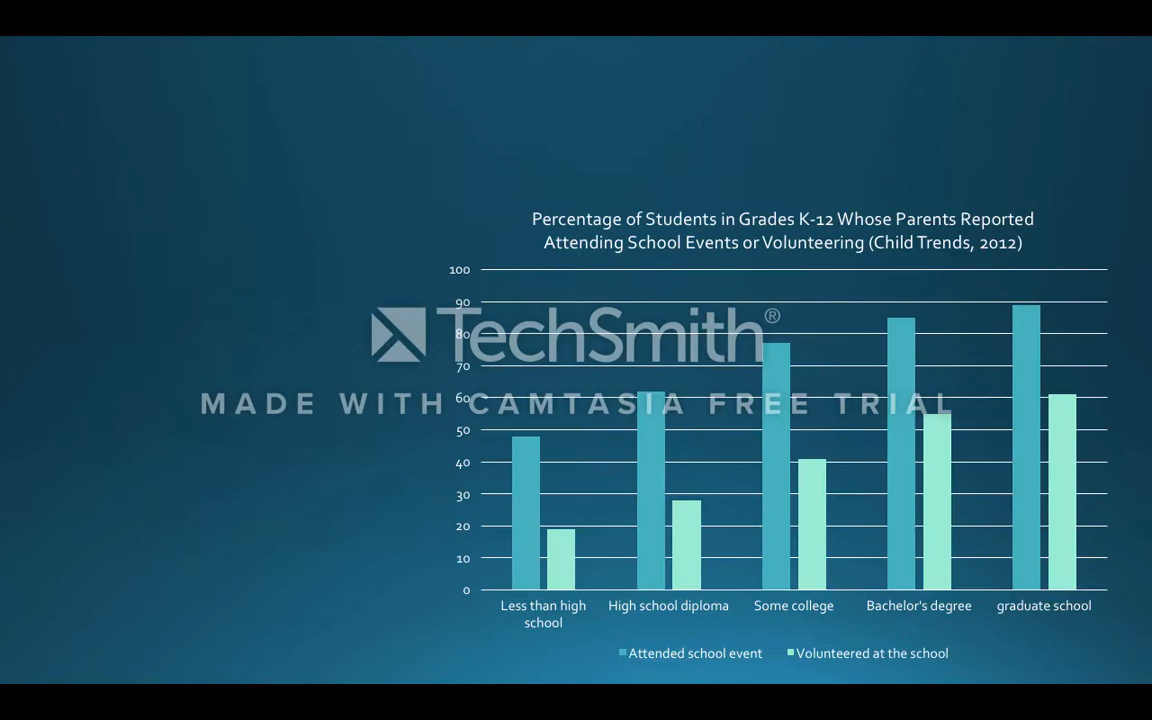 Percentage of Students in Grades K-12 Whose Parents Reported
Attending School Events or Volunteering (Child Trends, 2012)
100
90
80
70
60
50
40
30
20
10
0
TechSmith®
MADE WITH CAMTASIA FREE TRIAL
Less than high
school
High school diploma
Some college
Bachelor's degree
graduate school
Attended school event
Volunteered at the school